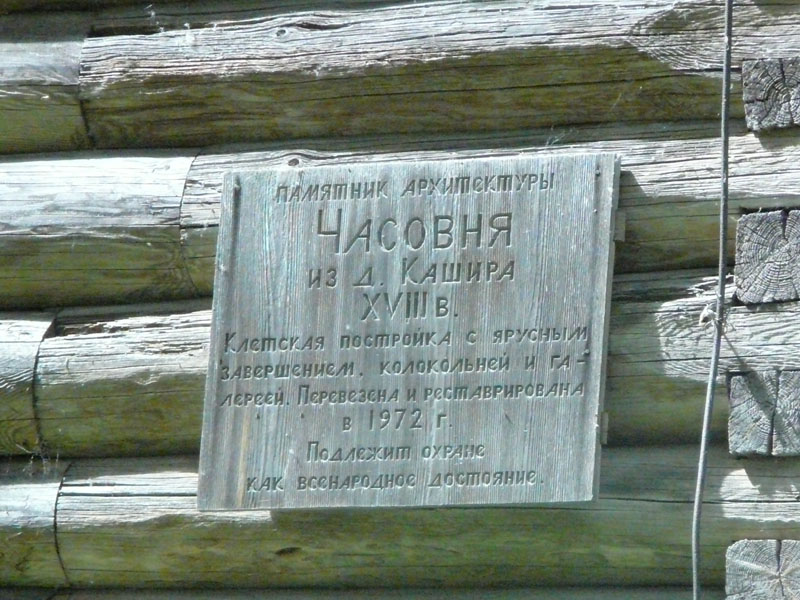 ПАМЯТНИК АРХИТЕКТУРЫ
ЧАСОВНЯ
ИЗ Д. КАШИРА
XVIII В.
КЛЕТСКАЯ ПОСТРОЙКА С ЯРУСНЫМ
ЗАВЕРШЕНИЕМ, КОЛОКОЛЬНЕЙ И ГА-
ЛЕРЕЕЙ. ПЕРЕВЕЗЕНА И РЕСТАВРИРОВАНА
В 1972 Г.
ПОДЛЕЖИТ ОХРАНЕ
КАК ВСЕНАРОДНОЕ ДОСТОЯНИЕ.